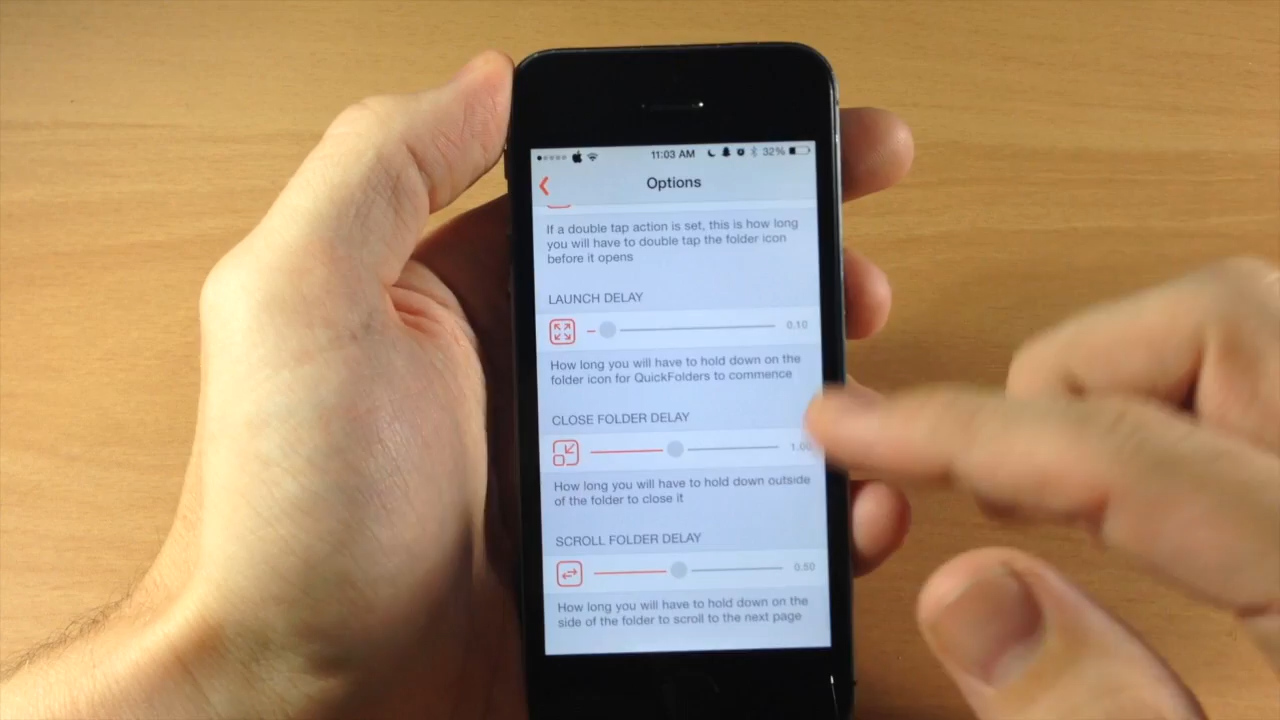 11:03 AM
32%
Options
If a double tap action is set, this is how long
you will have to double tap the folder icon
before it opens
LAUNCH DELAY
0.10
How long you will have to hold down on the
folder icon for QuickFolders to commence
CLOSE FOLDER DELAY
1.00
How long you will have to hold down outside
of the folder to close it
SCROLL FOLDER DELAY
0.50
How long you will have to hold down on the
side of the folder to scroll to the next page